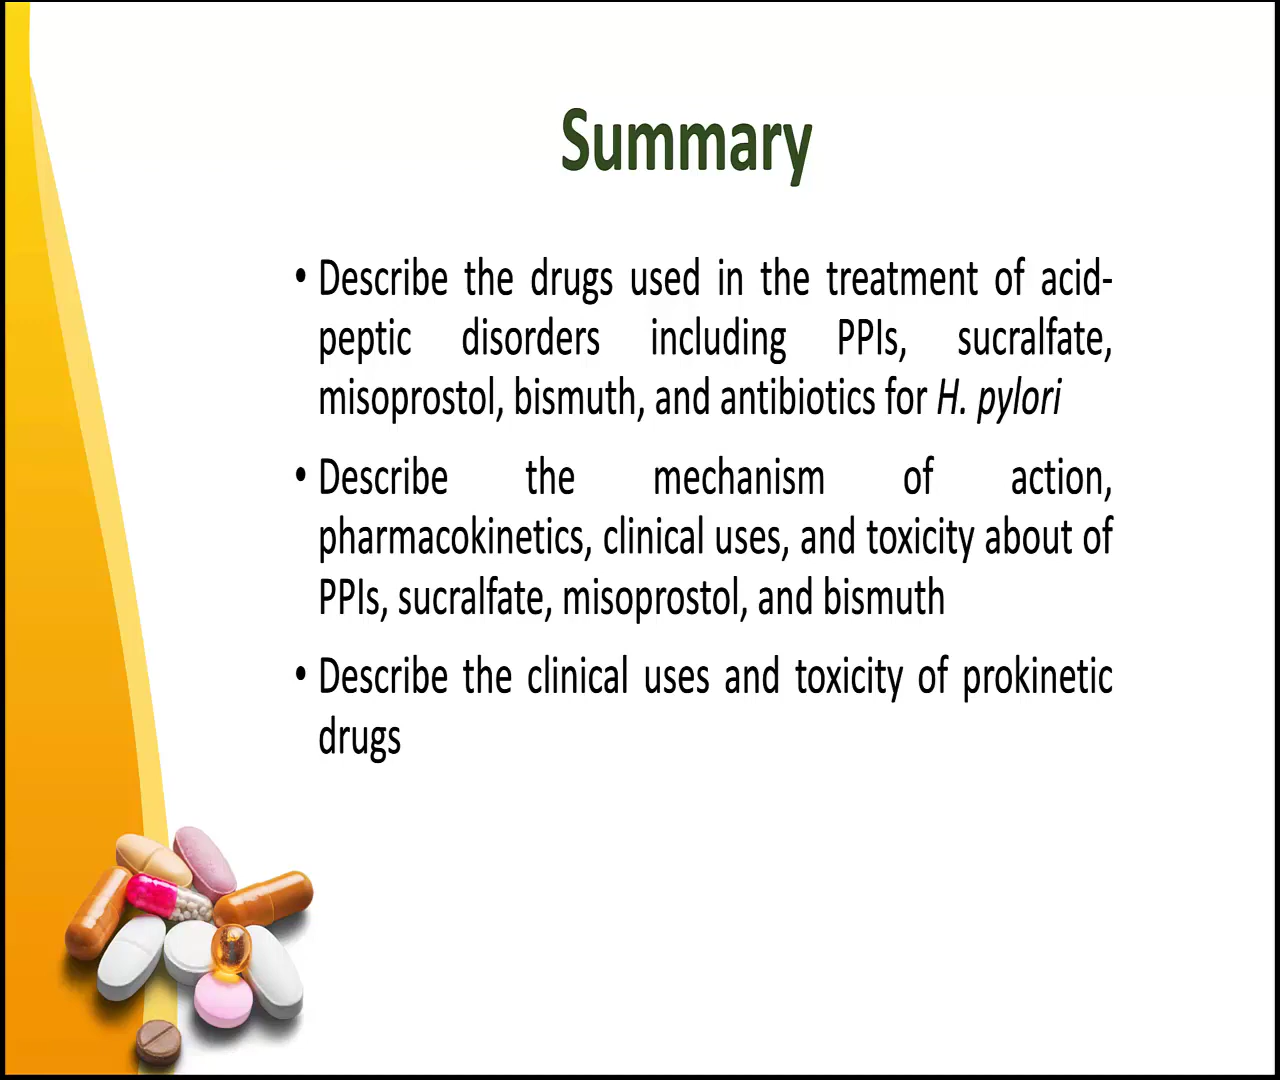 Summary
• Describe the drugs used in the treatment of acid-
peptic disorders including PPIs, sucralfate,
misoprostol, bismuth, and antibiotics for H. pylori
• Describe the mechanism of action,
pharmacokinetics, clinical uses, and toxicity about of
PPIs, sucralfate, misoprostol, and bismuth
• Describe the clinical uses and toxicity of prokinetic
drugs